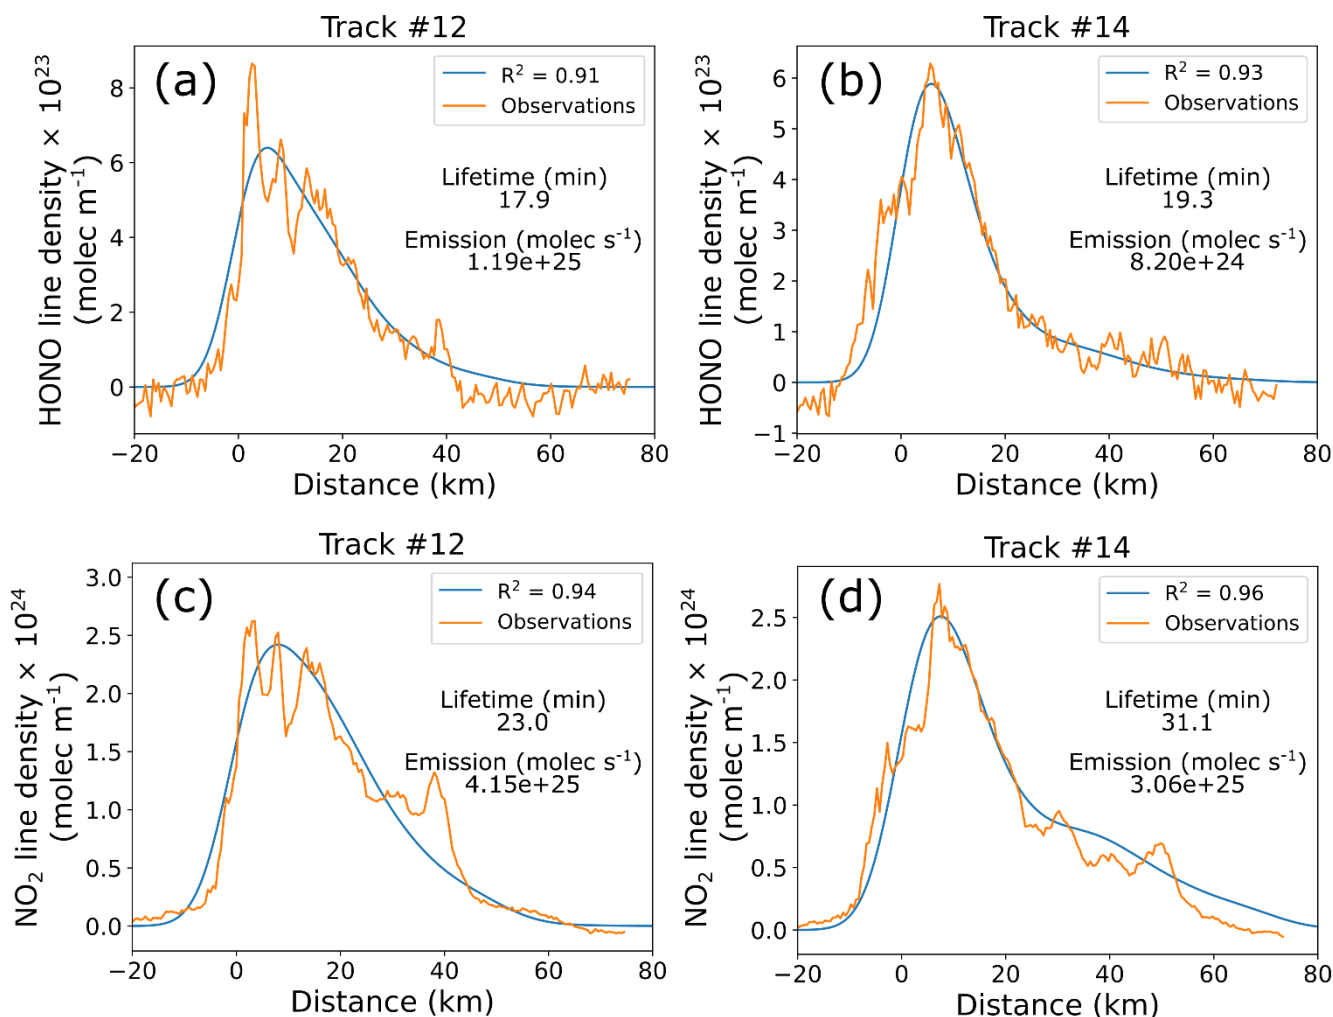 Track #12
(a)
R² = 0.91
Observations
Lifetime (min)
17.9
Emission (molec s⁻¹)
1.19e+25
HONO line density × 10²³
(molec m⁻¹)
8
6
4
2
0
−20 0 20 40 60 80
Distance (km)
Track #14
(b)
R² = 0.93
Observations
Lifetime (min)
19.3
Emission (molec s⁻¹)
8.20e+24
HONO line density × 10²³
(molec m⁻¹)
6
5
4
3
2
1
0
−1
−20 0 20 40 60 80
Distance (km)
Track #12
(c)
R² = 0.94
Observations
Lifetime (min)
23.0
Emission (molec s⁻¹)
4.15e+25
NO₂ line density × 10²⁴
(molec m⁻¹)
3.0
2.5
2.0
1.5
1.0
0.5
0.0
−20 0 20 40 60 80
Distance (km)
Track #14
(d)
R² = 0.96
Observations
Lifetime (min)
31.1
Emission (molec s⁻¹)
3.06e+25
NO₂ line density × 10²⁴
(molec m⁻¹)
2.5
2.0
1.5
1.0
0.5
0.0
−20 0 20 40 60 80
Distance (km)